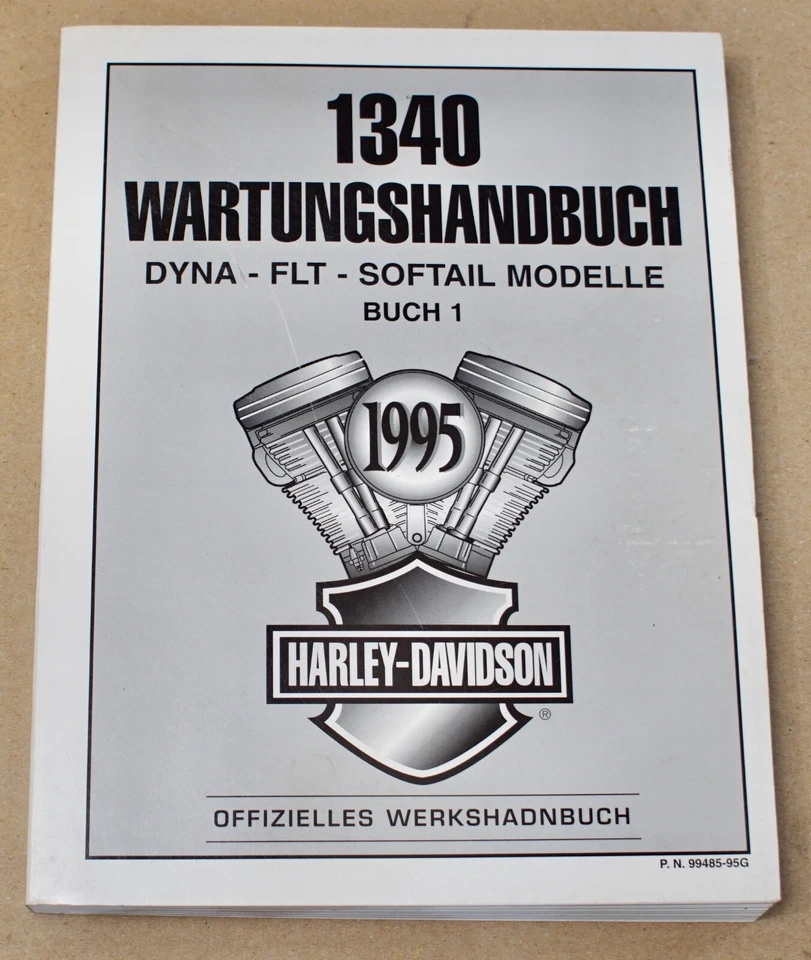 1340
WARTUNGSHANDBUCH
DYNA - FLT - SOFTAIL MODELLE
BUCH 1
1995
HARLEY-DAVIDSON
®
OFFIZIELLES WERKSHADNBUCH
P. N. 99485-95G